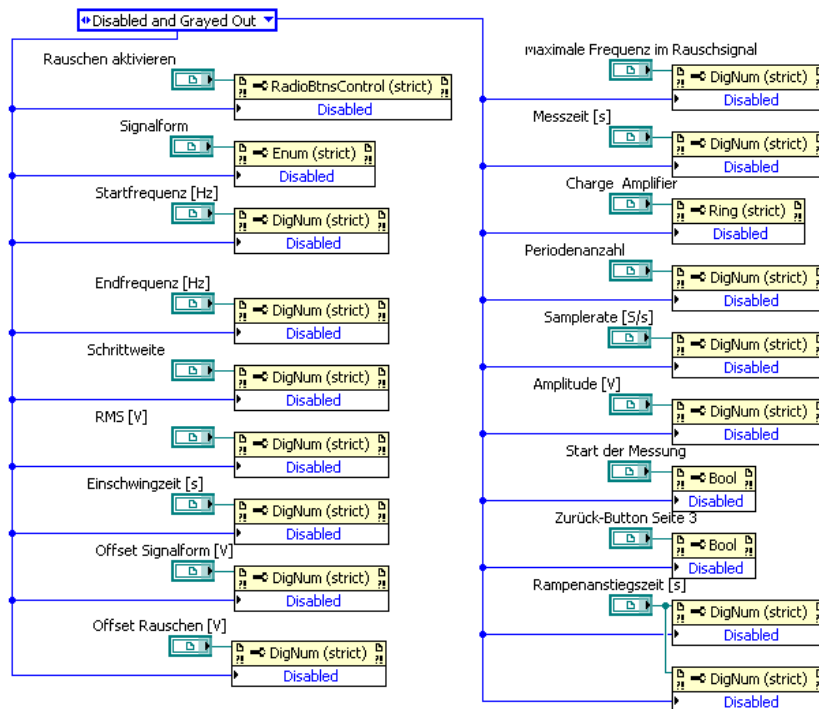 Disabled and Grayed Out
Rauschen aktivieren
RadioBtnsControl (strict)
Disabled
Signalform
Enum (strict)
Disabled
Startfrequenz [Hz]
DigNum (strict)
Disabled
Endfrequenz [Hz]
DigNum (strict)
Disabled
Schrittweite
DigNum (strict)
Disabled
RMS [V]
DigNum (strict)
Disabled
Einschwingzeit [s]
DigNum (strict)
Disabled
Offset Signalform [V]
DigNum (strict)
Disabled
Offset Rauschen [V]
DigNum (strict)
Disabled
maximale Frequenz im Rauschsignal
DigNum (strict)
Disabled
Messzeit [s]
DigNum (strict)
Disabled
Charge Amplifier
Ring (strict)
Disabled
Periodenanzahl
DigNum (strict)
Disabled
Samplerate [S/s]
DigNum (strict)
Disabled
Amplitude [V]
DigNum (strict)
Disabled
Start der Messung
Bool
Disabled
Zurück-Button Seite 3
Bool
Disabled
Rampenanstiegszeit [s]
DigNum (strict)
Disabled
DigNum (strict)
Disabled